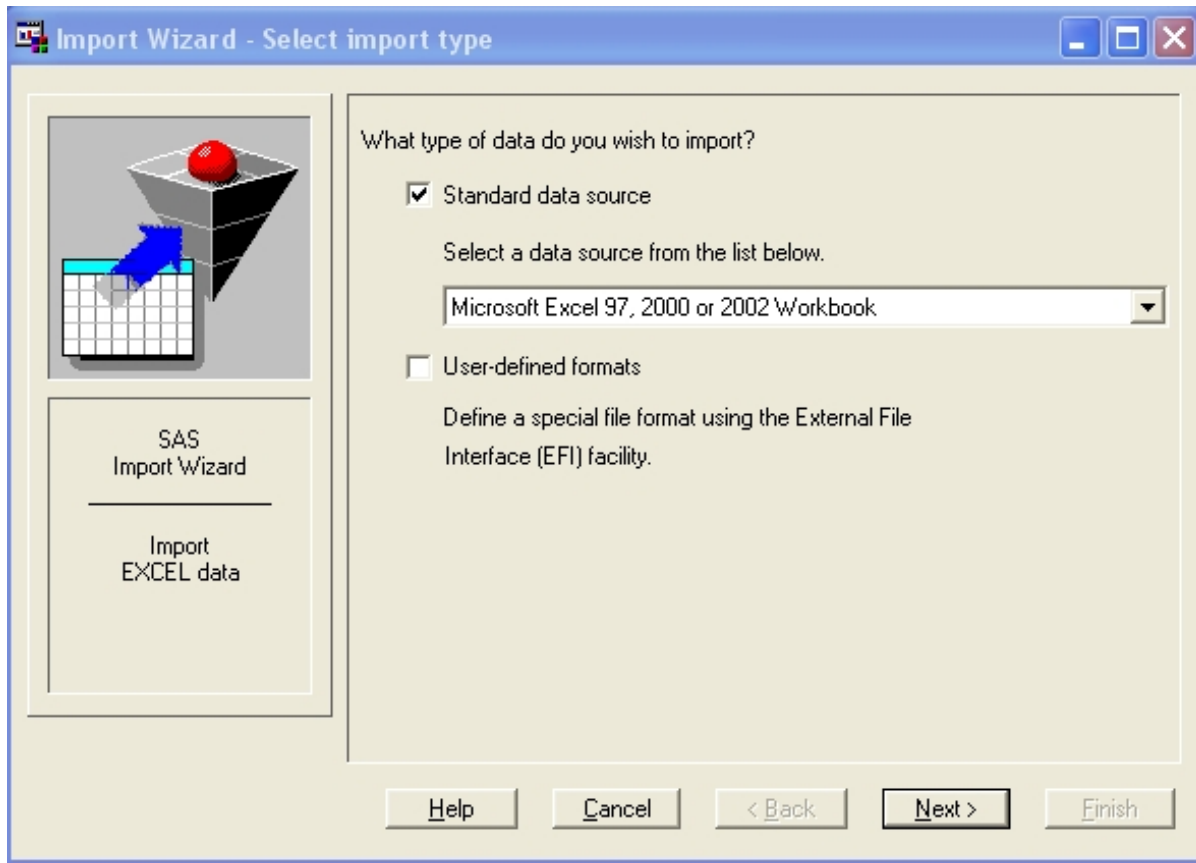 Import Wizard - Select import type
What type of data do you wish to import?
Standard data source
Select a data source from the list below.
Microsoft Excel 97, 2000 or 2002 Workbook
User-defined formats
Define a special file format using the External File
Interface (EFI) facility.
SAS
Import Wizard
Import
EXCEL data
Help
Cancel
< Back
Next >
Finish